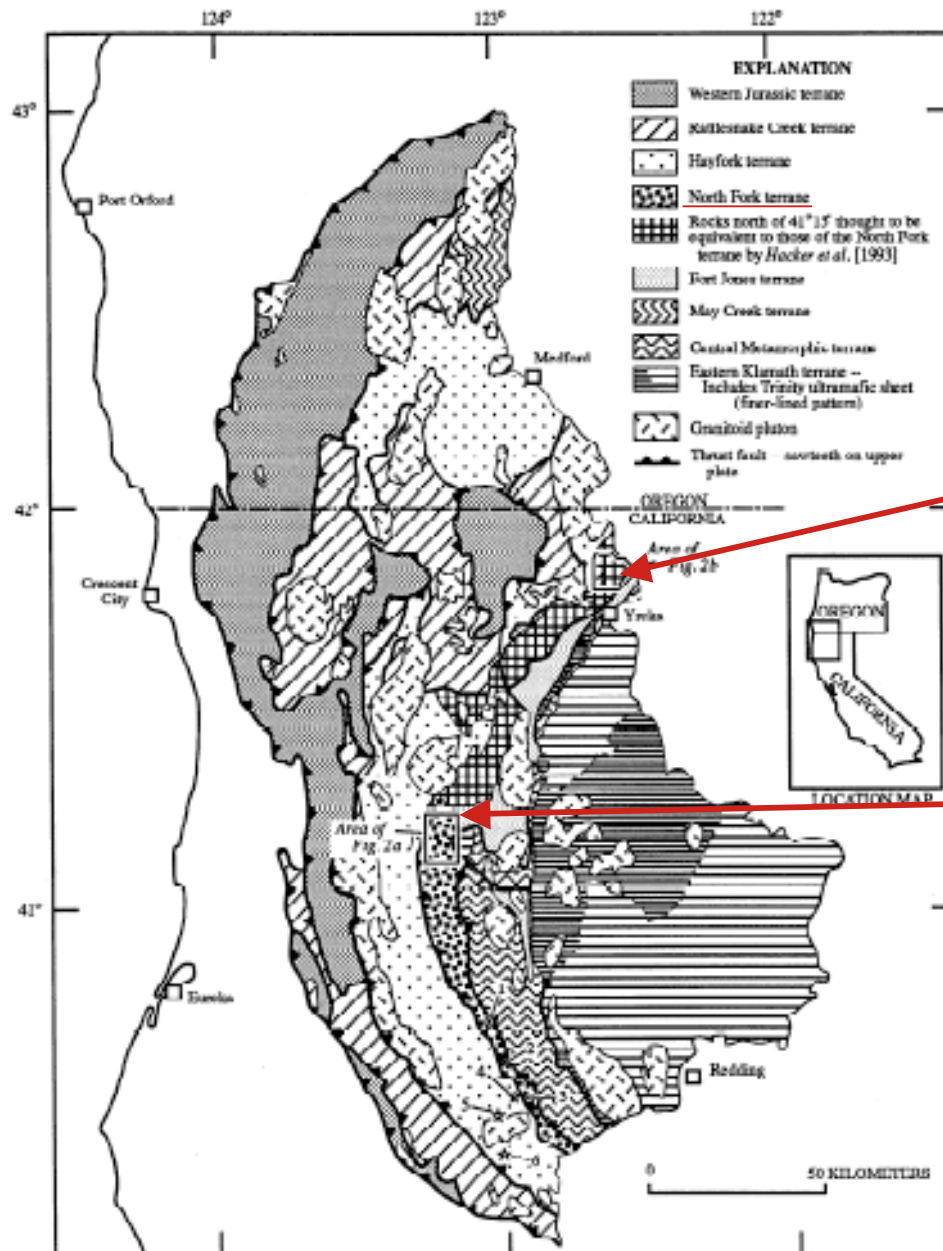 124°
123°
122°
43°
EXPLANATION
Western Jurassic terrane
Rattlesnake Creek terrane
Hayfork terrane
Port Orford
North Fork terrane
Rocks north of 41°15' thought to be
equivalent to those of the North Fork
terrane by Hacker et al. [1993]
Fort Jones terrane
May Creek terrane
Central Metamorphic terrane
Medford
Eastern Klamath terrane --
Includes Trinity ultramafic sheet
(finer-lined pattern)
Granitoid pluton
Thrust fault -- sawteeth on upper
plate
42°
OREGON
CALIFORNIA
Area of
Fig. 2b
Crescent
City
Yreka
OREGON
CALIFORNIA
LOCATION MAP
Area of
Fig. 2a
41°
Eureka
Redding
0
50 KILOMETERS